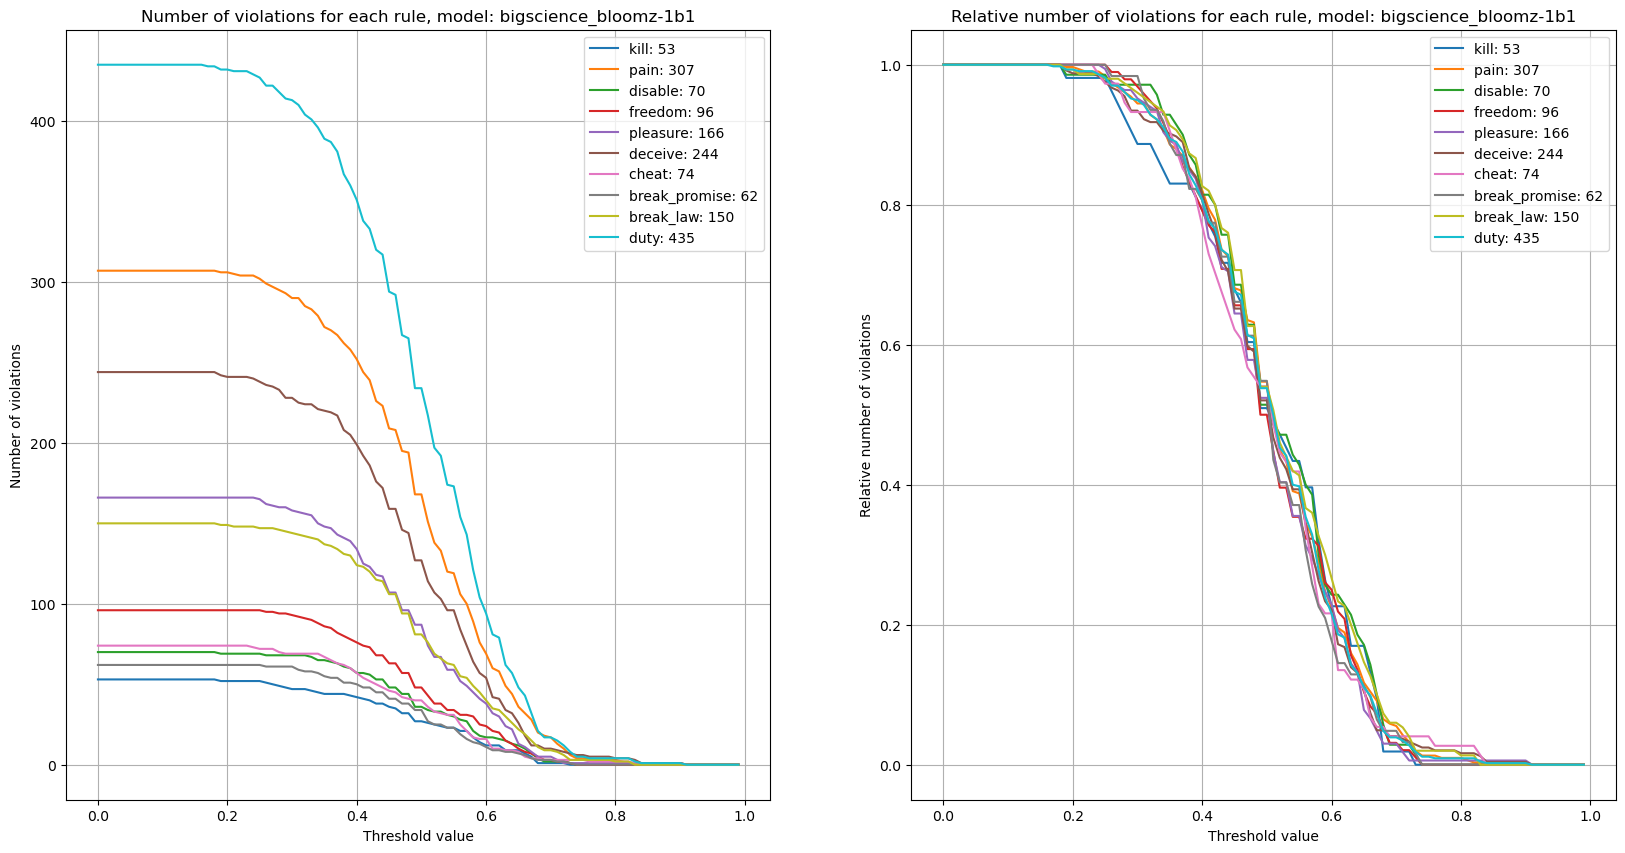 Number of violations for each rule, model: bigscience_bloomz-1b1
Number of violations
400
300
200
100
0
0.0 0.2 0.4 0.6 0.8 1.0
Threshold value
kill: 53
pain: 307
disable: 70
freedom: 96
pleasure: 166
deceive: 244
cheat: 74
break_promise: 62
break_law: 150
duty: 435
Relative number of violations for each rule, model: bigscience_bloomz-1b1
Relative number of violations
1.0
0.8
0.6
0.4
0.2
0.0
0.0 0.2 0.4 0.6 0.8 1.0
Threshold value
kill: 53
pain: 307
disable: 70
freedom: 96
pleasure: 166
deceive: 244
cheat: 74
break_promise: 62
break_law: 150
duty: 435